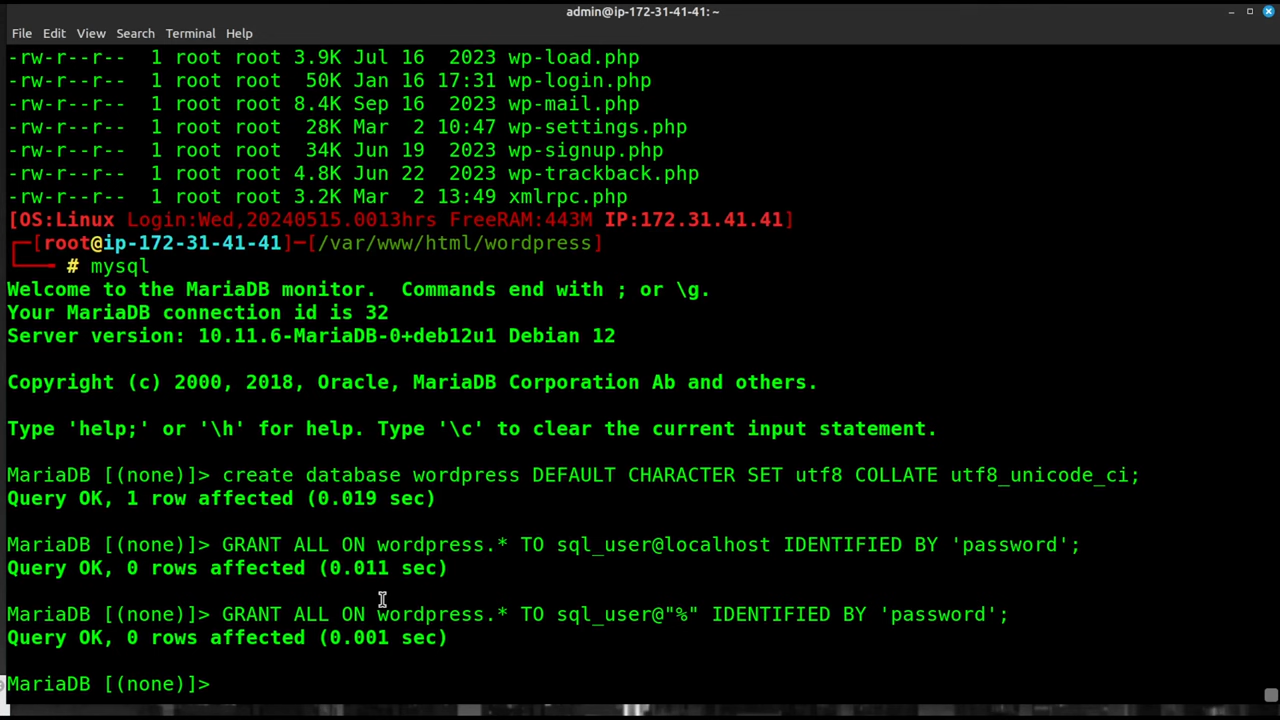 admin@ip-172-31-41-41: ~
File Edit View Search Terminal Help
-rw-r--r--  1 root root 3.9K Jul 16  2023 wp-load.php
-rw-r--r--  1 root root  50K Jan 16 17:31 wp-login.php
-rw-r--r--  1 root root 8.4K Sep 16  2023 wp-mail.php
-rw-r--r--  1 root root  28K Mar  2 10:47 wp-settings.php
-rw-r--r--  1 root root  34K Jun 19  2023 wp-signup.php
-rw-r--r--  1 root root 4.8K Jun 22  2023 wp-trackback.php
-rw-r--r--  1 root root 3.2K Mar  2 13:49 xmlrpc.php
[OS:Linux Login:Wed,20240515.0013hrs FreeRAM:443M IP:172.31.41.41]
┌─[root@ip-172-31-41-41]─[/var/www/html/wordpress]
└── # mysql
Welcome to the MariaDB monitor.  Commands end with ; or \g.
Your MariaDB connection id is 32
Server version: 10.11.6-MariaDB-0+deb12u1 Debian 12
Copyright (c) 2000, 2018, Oracle, MariaDB Corporation Ab and others.
Type 'help;' or '\h' for help. Type '\c' to clear the current input statement.
MariaDB [(none)]> create database wordpress DEFAULT CHARACTER SET utf8 COLLATE utf8_unicode_ci;
Query OK, 1 row affected (0.019 sec)
MariaDB [(none)]> GRANT ALL ON wordpress.* TO sql_user@localhost IDENTIFIED BY 'password';
Query OK, 0 rows affected (0.011 sec)
MariaDB [(none)]> GRANT ALL ON wordpress.* TO sql_user@"%" IDENTIFIED BY 'password';
Query OK, 0 rows affected (0.001 sec)
MariaDB [(none)]>